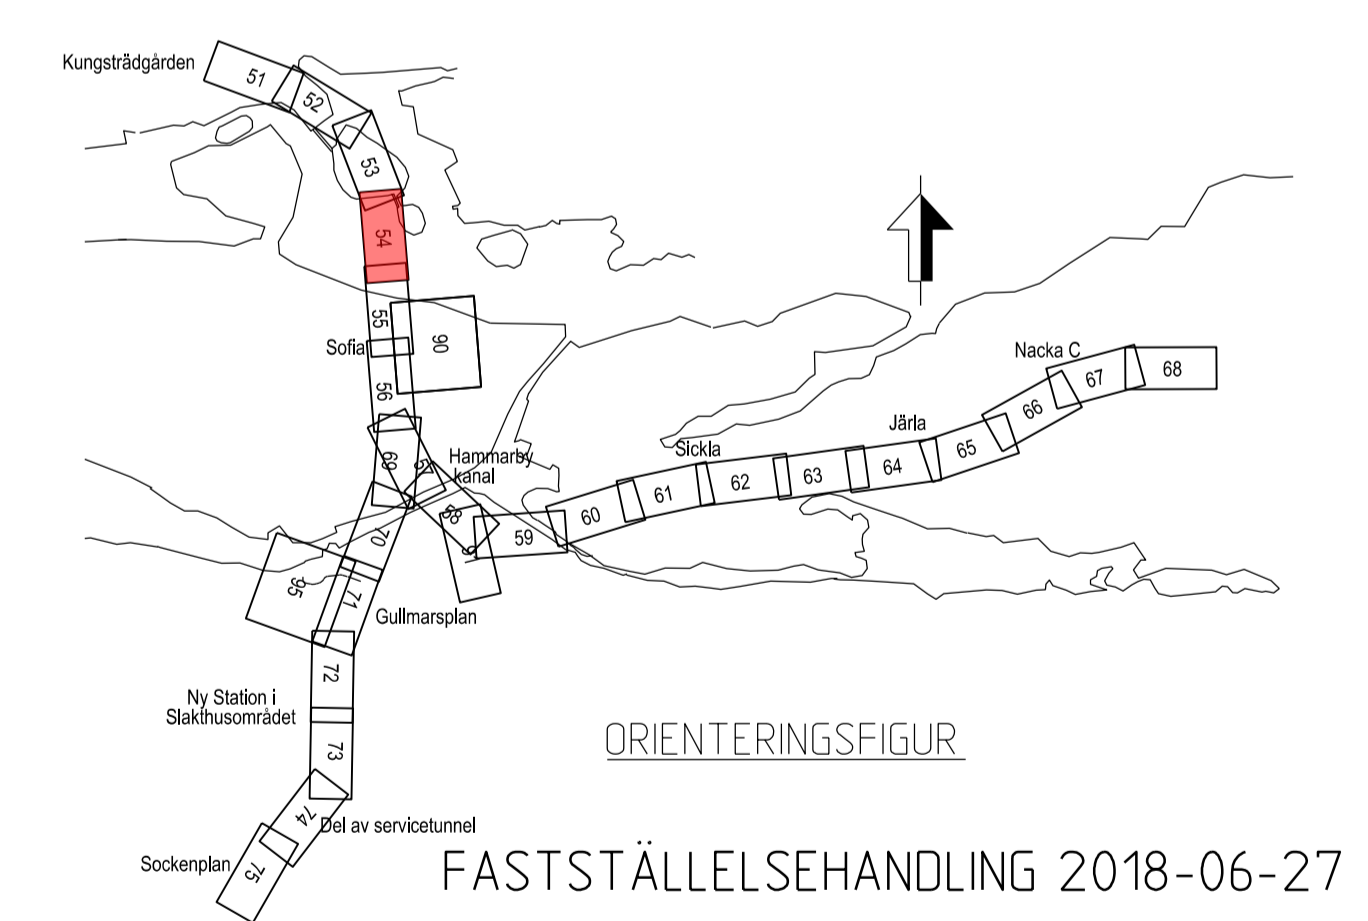 Kungsträdgården
51
52
53
54
55
Sofia
90
56
69
57
Hammarby
kanal
58
59
60
61
Sickla
62
63
64
Järla
65
66
Nacka C
67
68
70
95
71
Gullmarsplan
72
Ny Station i
Slakthusområdet
73
74
Del av servicetunnel
Sockenplan
75
ORIENTERINGSFIGUR
FASTSTÄLLELSEHANDLING 2018-06-27